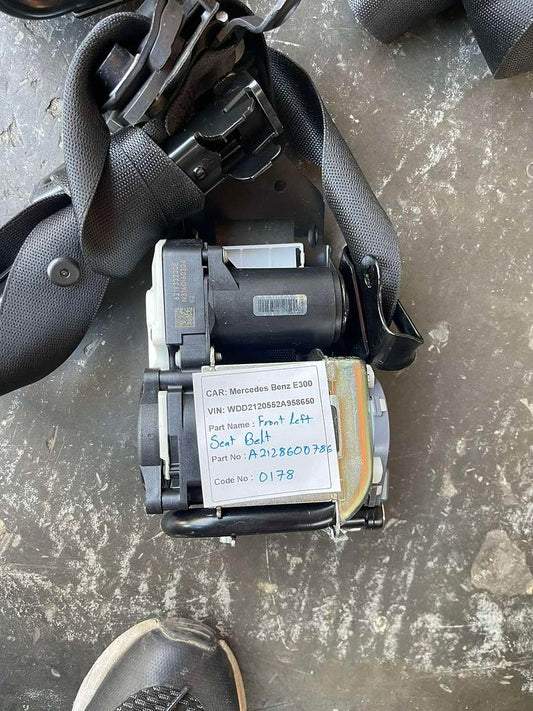 CAR: Mercedes Benz E300
VIN: WDD2120552A958650
Part Name : Front Left
Seat Belt
Part No : A2128600786
Code No : 0178